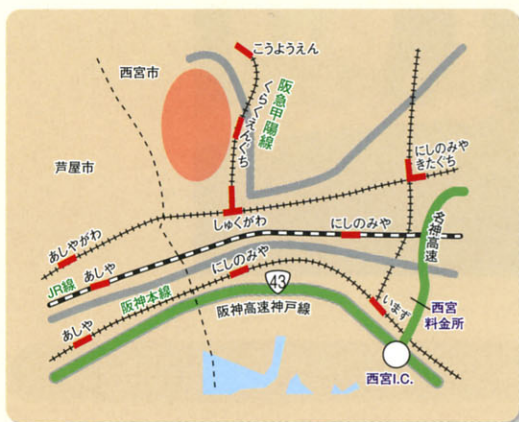 こうようえん
西宮市
阪急甲陽線
くらくえんぐち
芦屋市
にしのみや
きたぐち
しゅくがわ
にしのみや
名神高速
あしやがわ
あしや
JR線
にしのみや
阪神本線
43
いまず
西宮
料金所
阪神高速神戸線
あしや
西宮I.C.